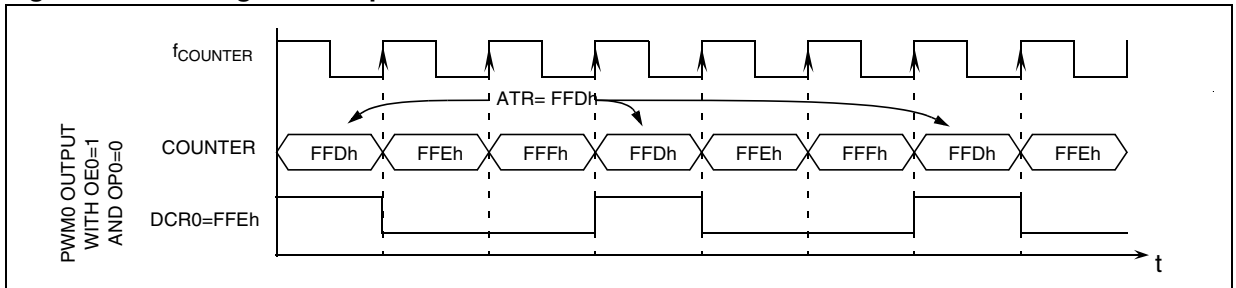 fCOUNTER
ATR= FFDh
COUNTER
FFDh FFEh FFFh FFDh FFEh FFFh FFDh FFEh
PWM0 OUTPUT
WITH OE0=1
AND OP0=0
DCR0=FFEh
t